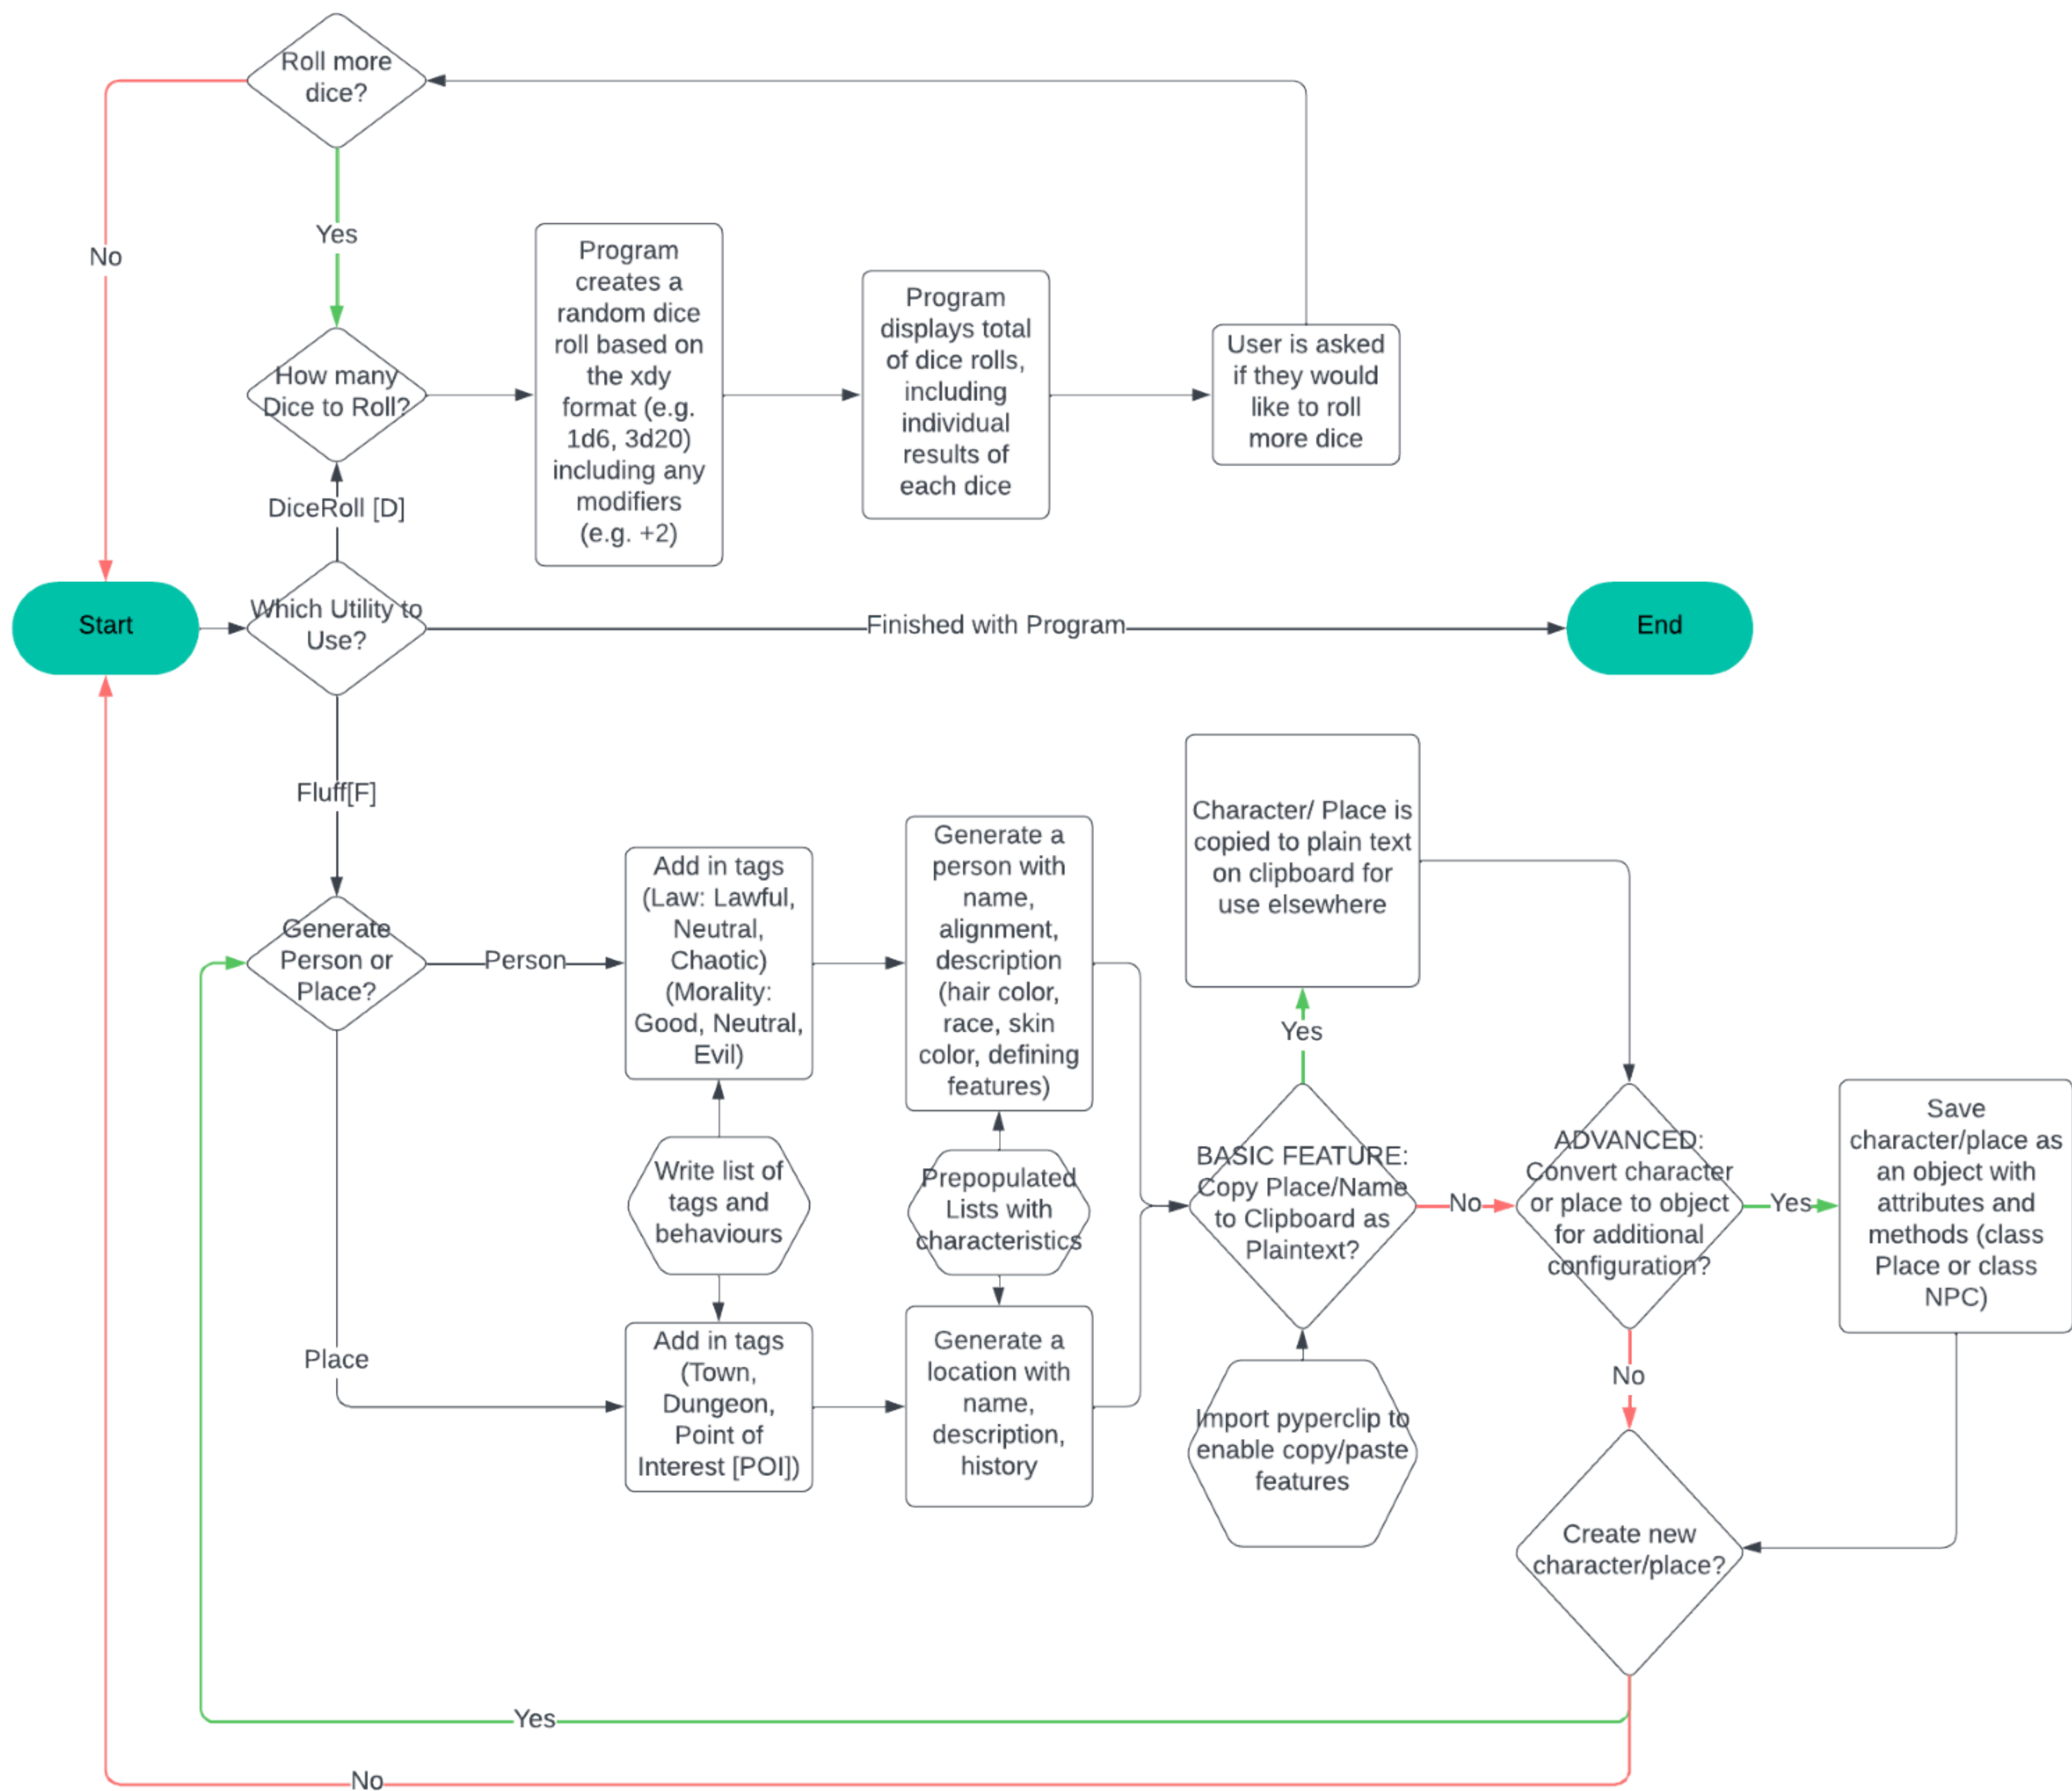 Roll more
dice?
No
Yes
Program
creates a
random dice
roll based on
the xdy
format (e.g.
1d6, 3d20)
including any
modifiers
(e.g. +2)
Program
displays total
of dice rolls,
including
individual
results of
each dice
User is asked
if they would
like to roll
more dice
How many
Dice to Roll?
DiceRoll [D]
Start
Which Utility to
Use?
Finished with Program
End
Fluff[F]
Generate
Person or
Place?
Person
Add in tags
(Law: Lawful,
Neutral,
Chaotic)
(Morality:
Good, Neutral,
Evil)
Generate a
person with
name,
alignment,
description
(hair color,
race, skin
color, defining
features)
Character/ Place is
copied to plain text
on clipboard for
use elsewhere
Yes
Write list of
tags and
behaviours
Prepopulated
Lists with
characteristics
BASIC FEATURE:
Copy Place/Name
to Clipboard as
Plaintext?
No
ADVANCED:
Convert character
or place to object
for additional
configuration?
Yes
Save
character/place as
an object with
attributes and
methods (class
Place or class
NPC)
Place
Add in tags
(Town,
Dungeon,
Point of
Interest [POI])
Generate a
location with
name,
description,
history
Import pyperclip to
enable copy/paste
features
No
Create new
character/place?
Yes
No